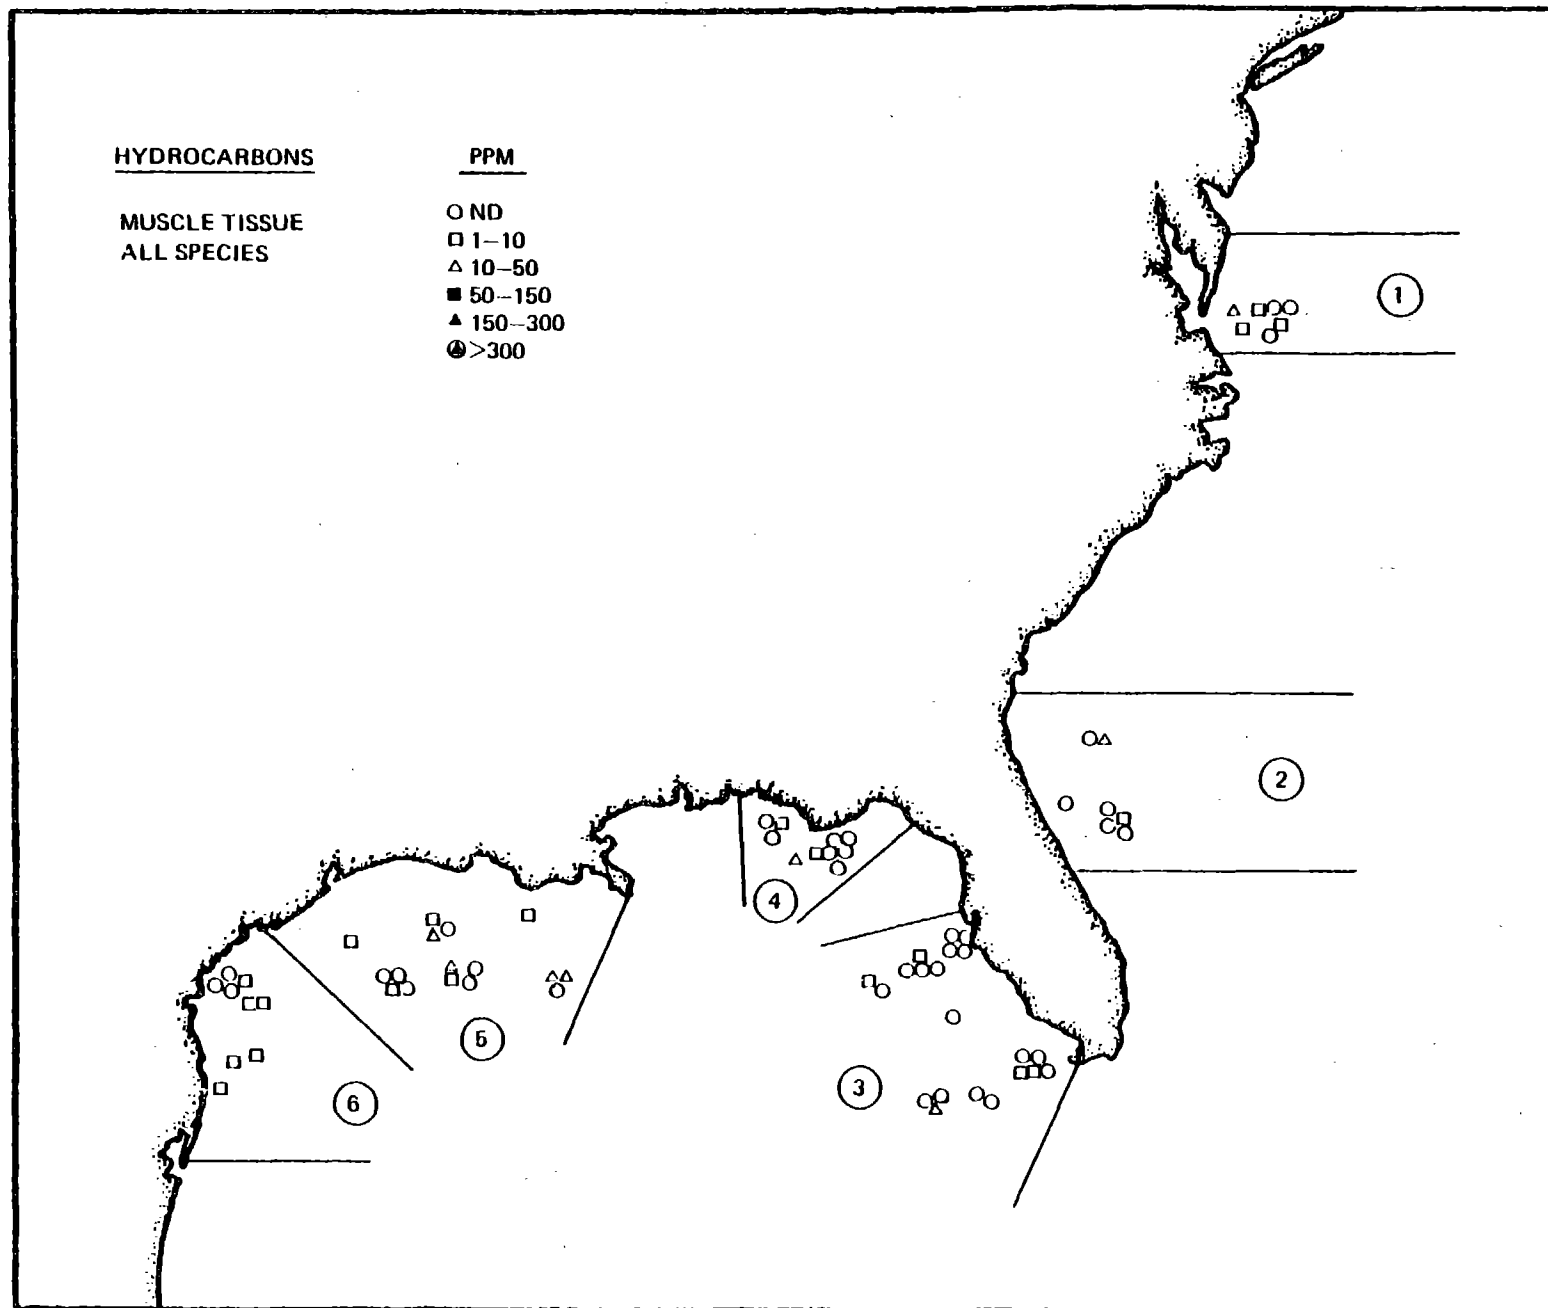 HYDROCARBONS
PPM
MUSCLE TISSUE
ALL SPECIES
ND
1–10
10–50
50–150
150–300
>300
1
2
3
4
5
6